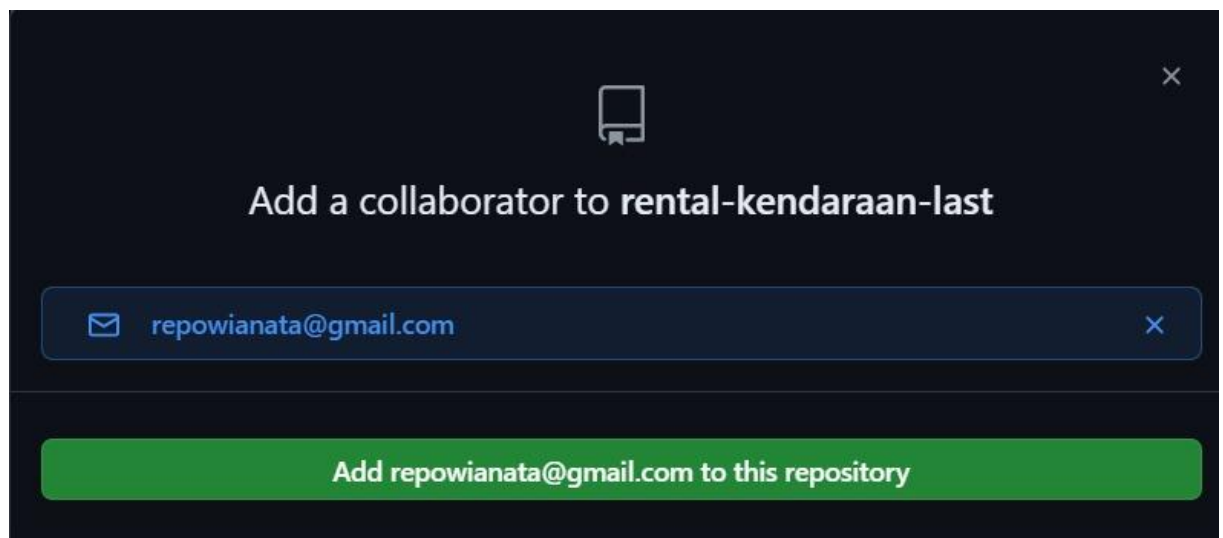 Add a collaborator to rental-kendaraan-last
repowianata@gmail.com
Add repowianata@gmail.com to this repository